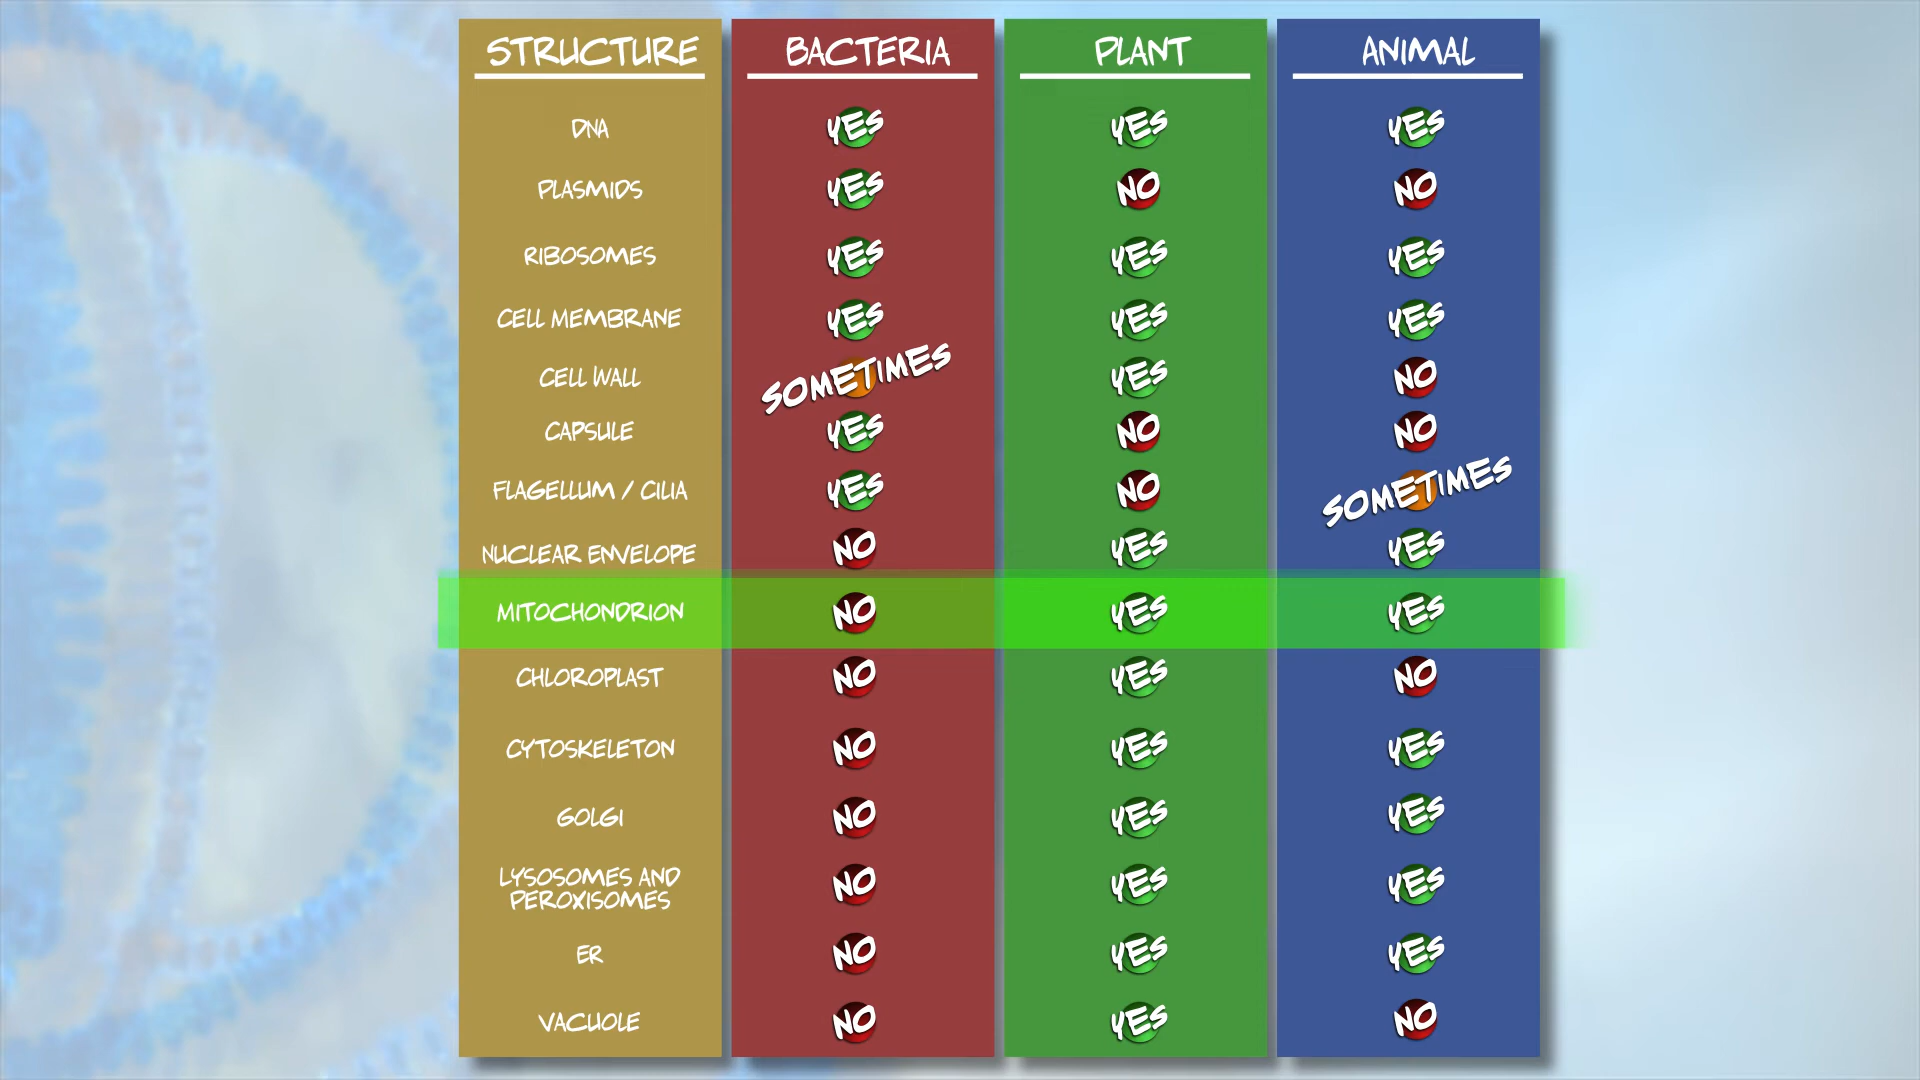 STRUCTURE BACTERIA PLANT ANIMAL
DNA YES YES YES
PLASMIDS YES NO NO
RIBOSOMES YES YES YES
CELL MEMBRANE YES YES YES
CELL WALL SOMETIMES YES NO
CAPSULE YES NO NO
FLAGELLUM / CILIA YES NO SOMETIMES
NUCLEAR ENVELOPE NO YES YES
MITOCHONDRION NO YES YES
CHLOROPLAST NO YES NO
CYTOSKELETON NO YES YES
GOLGI NO YES YES
LYSOSOMES AND
PEROXISOMES NO YES YES
ER NO YES YES
VACUOLE NO YES NO